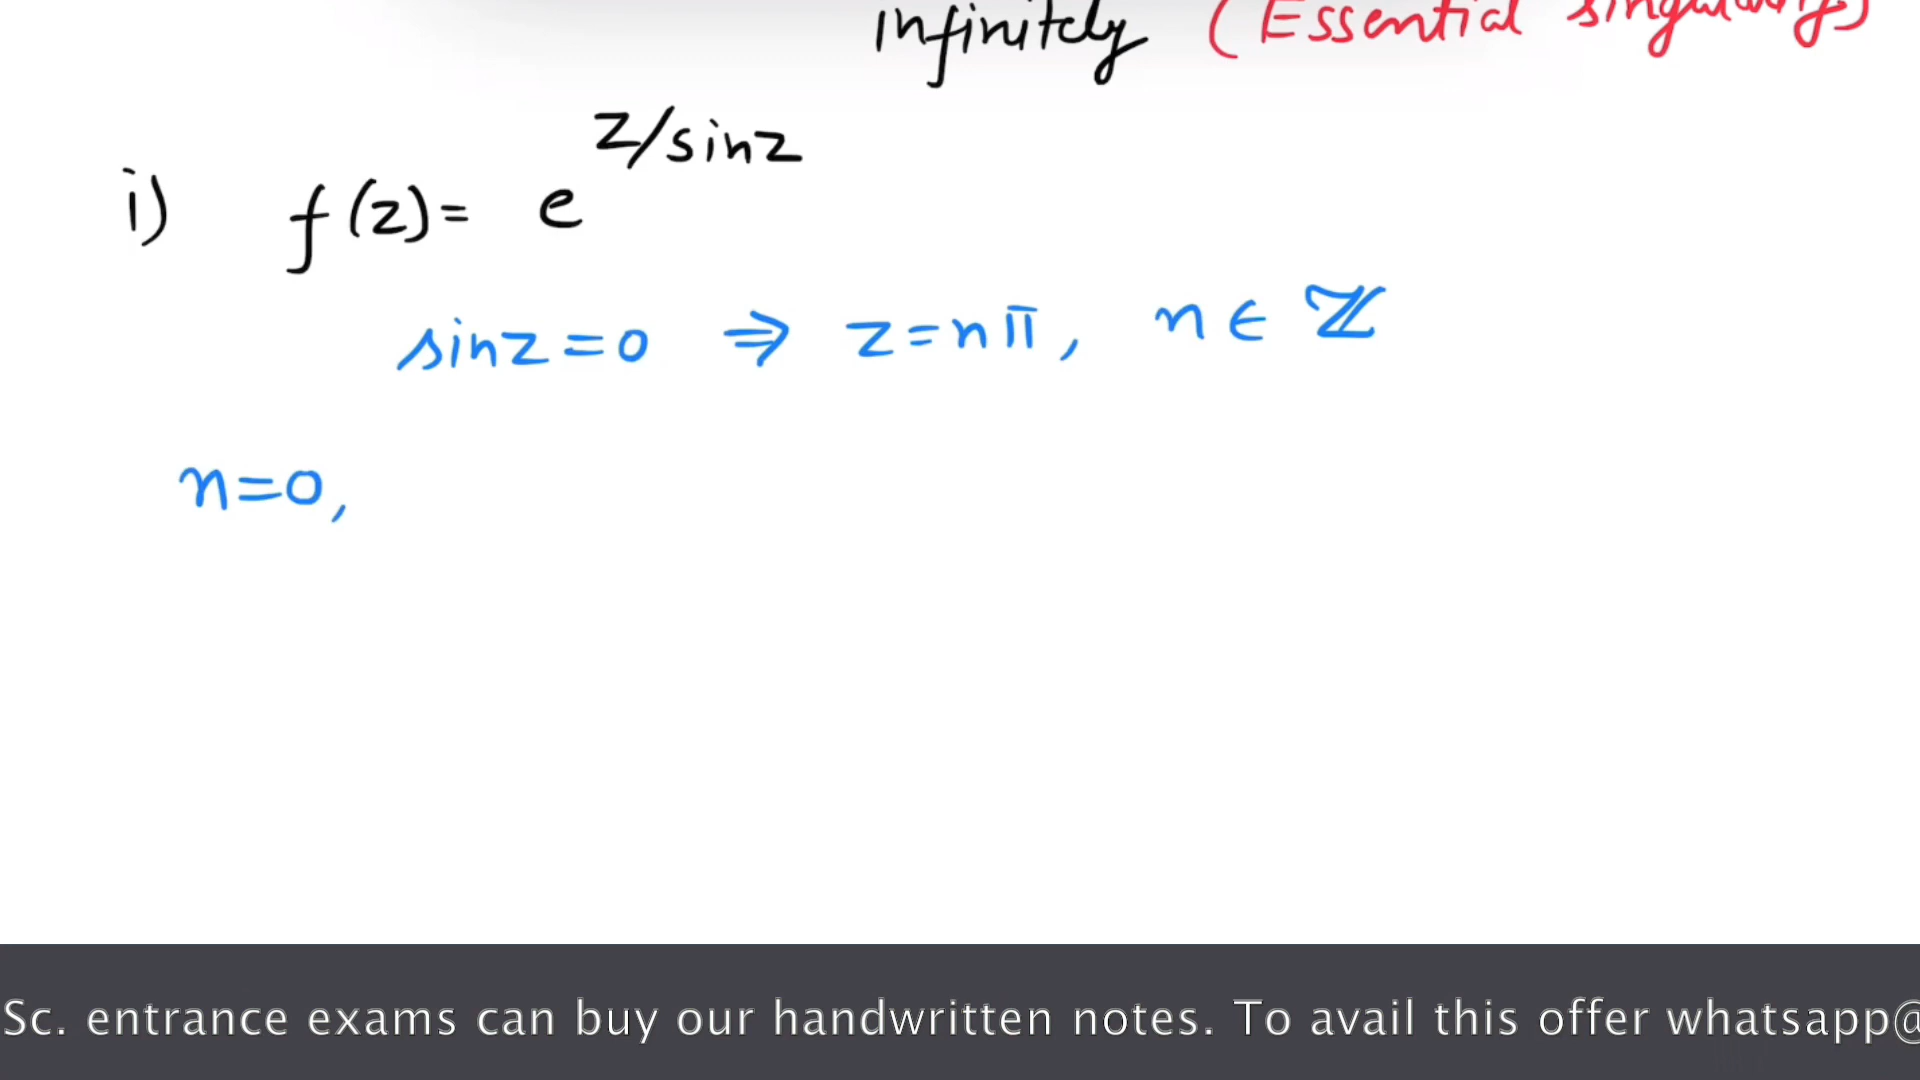 infinitely (Essential singularity)
i) f(z) = e^{z/sinz}
sinz = 0 ⇒ z = nπ, n ∈ ℤ
n=0,
Sc. entrance exams can buy our handwritten notes. To avail this offer whatsapp@